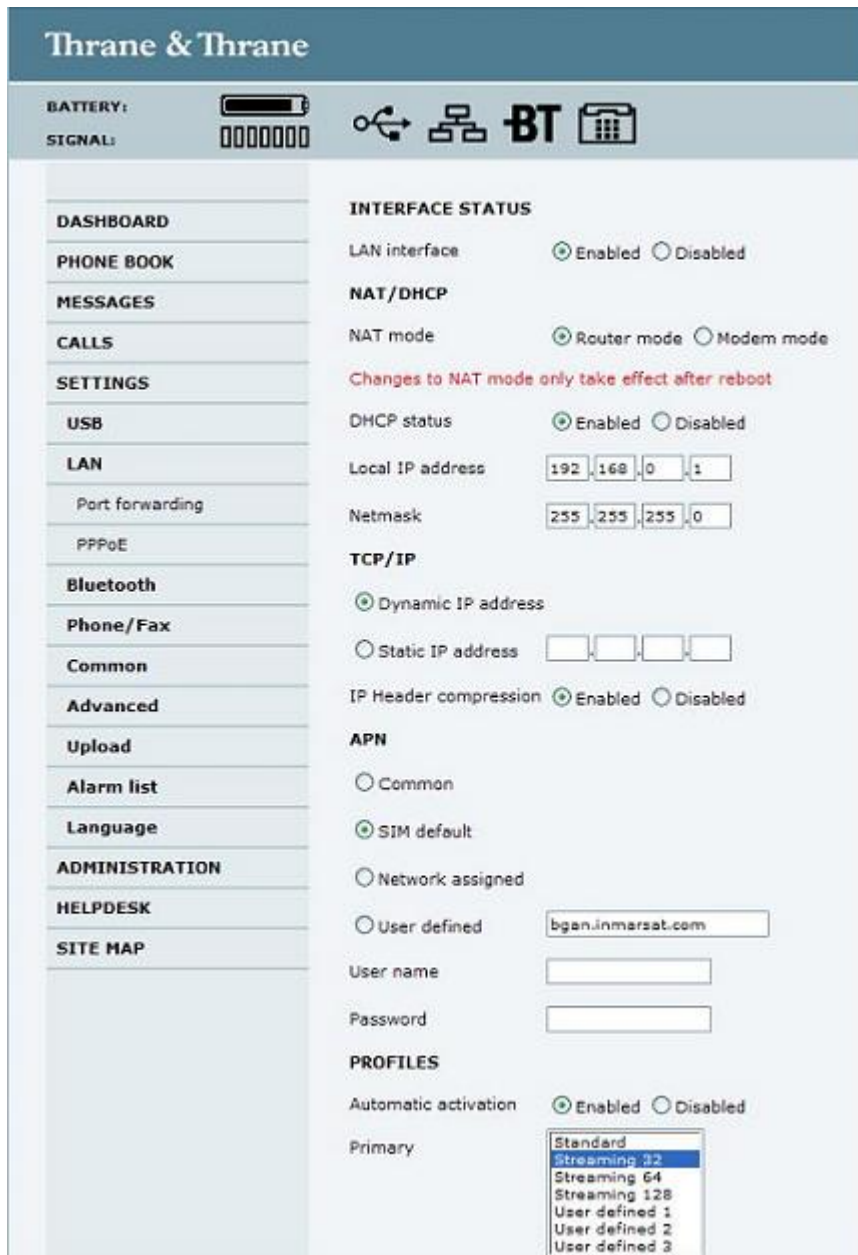 Thrane & Thrane
BATTERY:
SIGNAL:
BT
DASHBOARD
PHONE BOOK
MESSAGES
CALLS
SETTINGS
USB
LAN
Port forwarding
PPPoE
Bluetooth
Phone/Fax
Common
Advanced
Upload
Alarm list
Language
ADMINISTRATION
HELPDESK
SITE MAP
INTERFACE STATUS
LAN interface Enabled Disabled
NAT/DHCP
NAT mode Router mode Modem mode
Changes to NAT mode only take effect after reboot
DHCP status Enabled Disabled
Local IP address 192 . 168 . 0 . 1
Netmask 255 . 255 . 255 . 0
TCP/IP
Dynamic IP address
Static IP address . . .
IP Header compression Enabled Disabled
APN
Common
SIM default
Network assigned
User defined bgan.inmarsat.com
User name
Password
PROFILES
Automatic activation Enabled Disabled
Primary Standard
Streaming 32
Streaming 64
Streaming 128
User defined 1
User defined 2
User defined 3